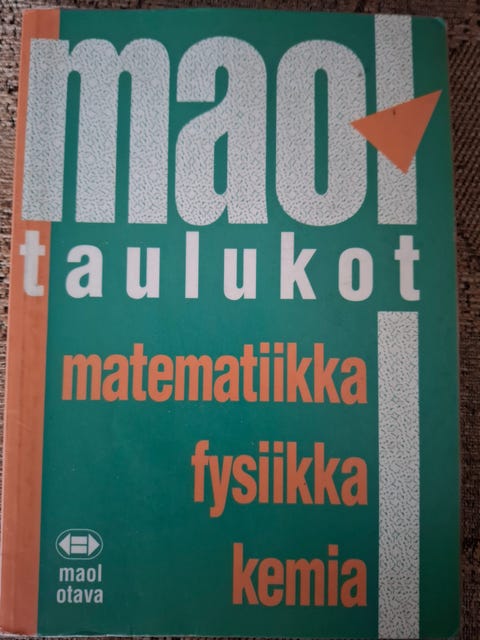 maol
taulukot
matematiikka
fysiikka
kemia
maol
otava